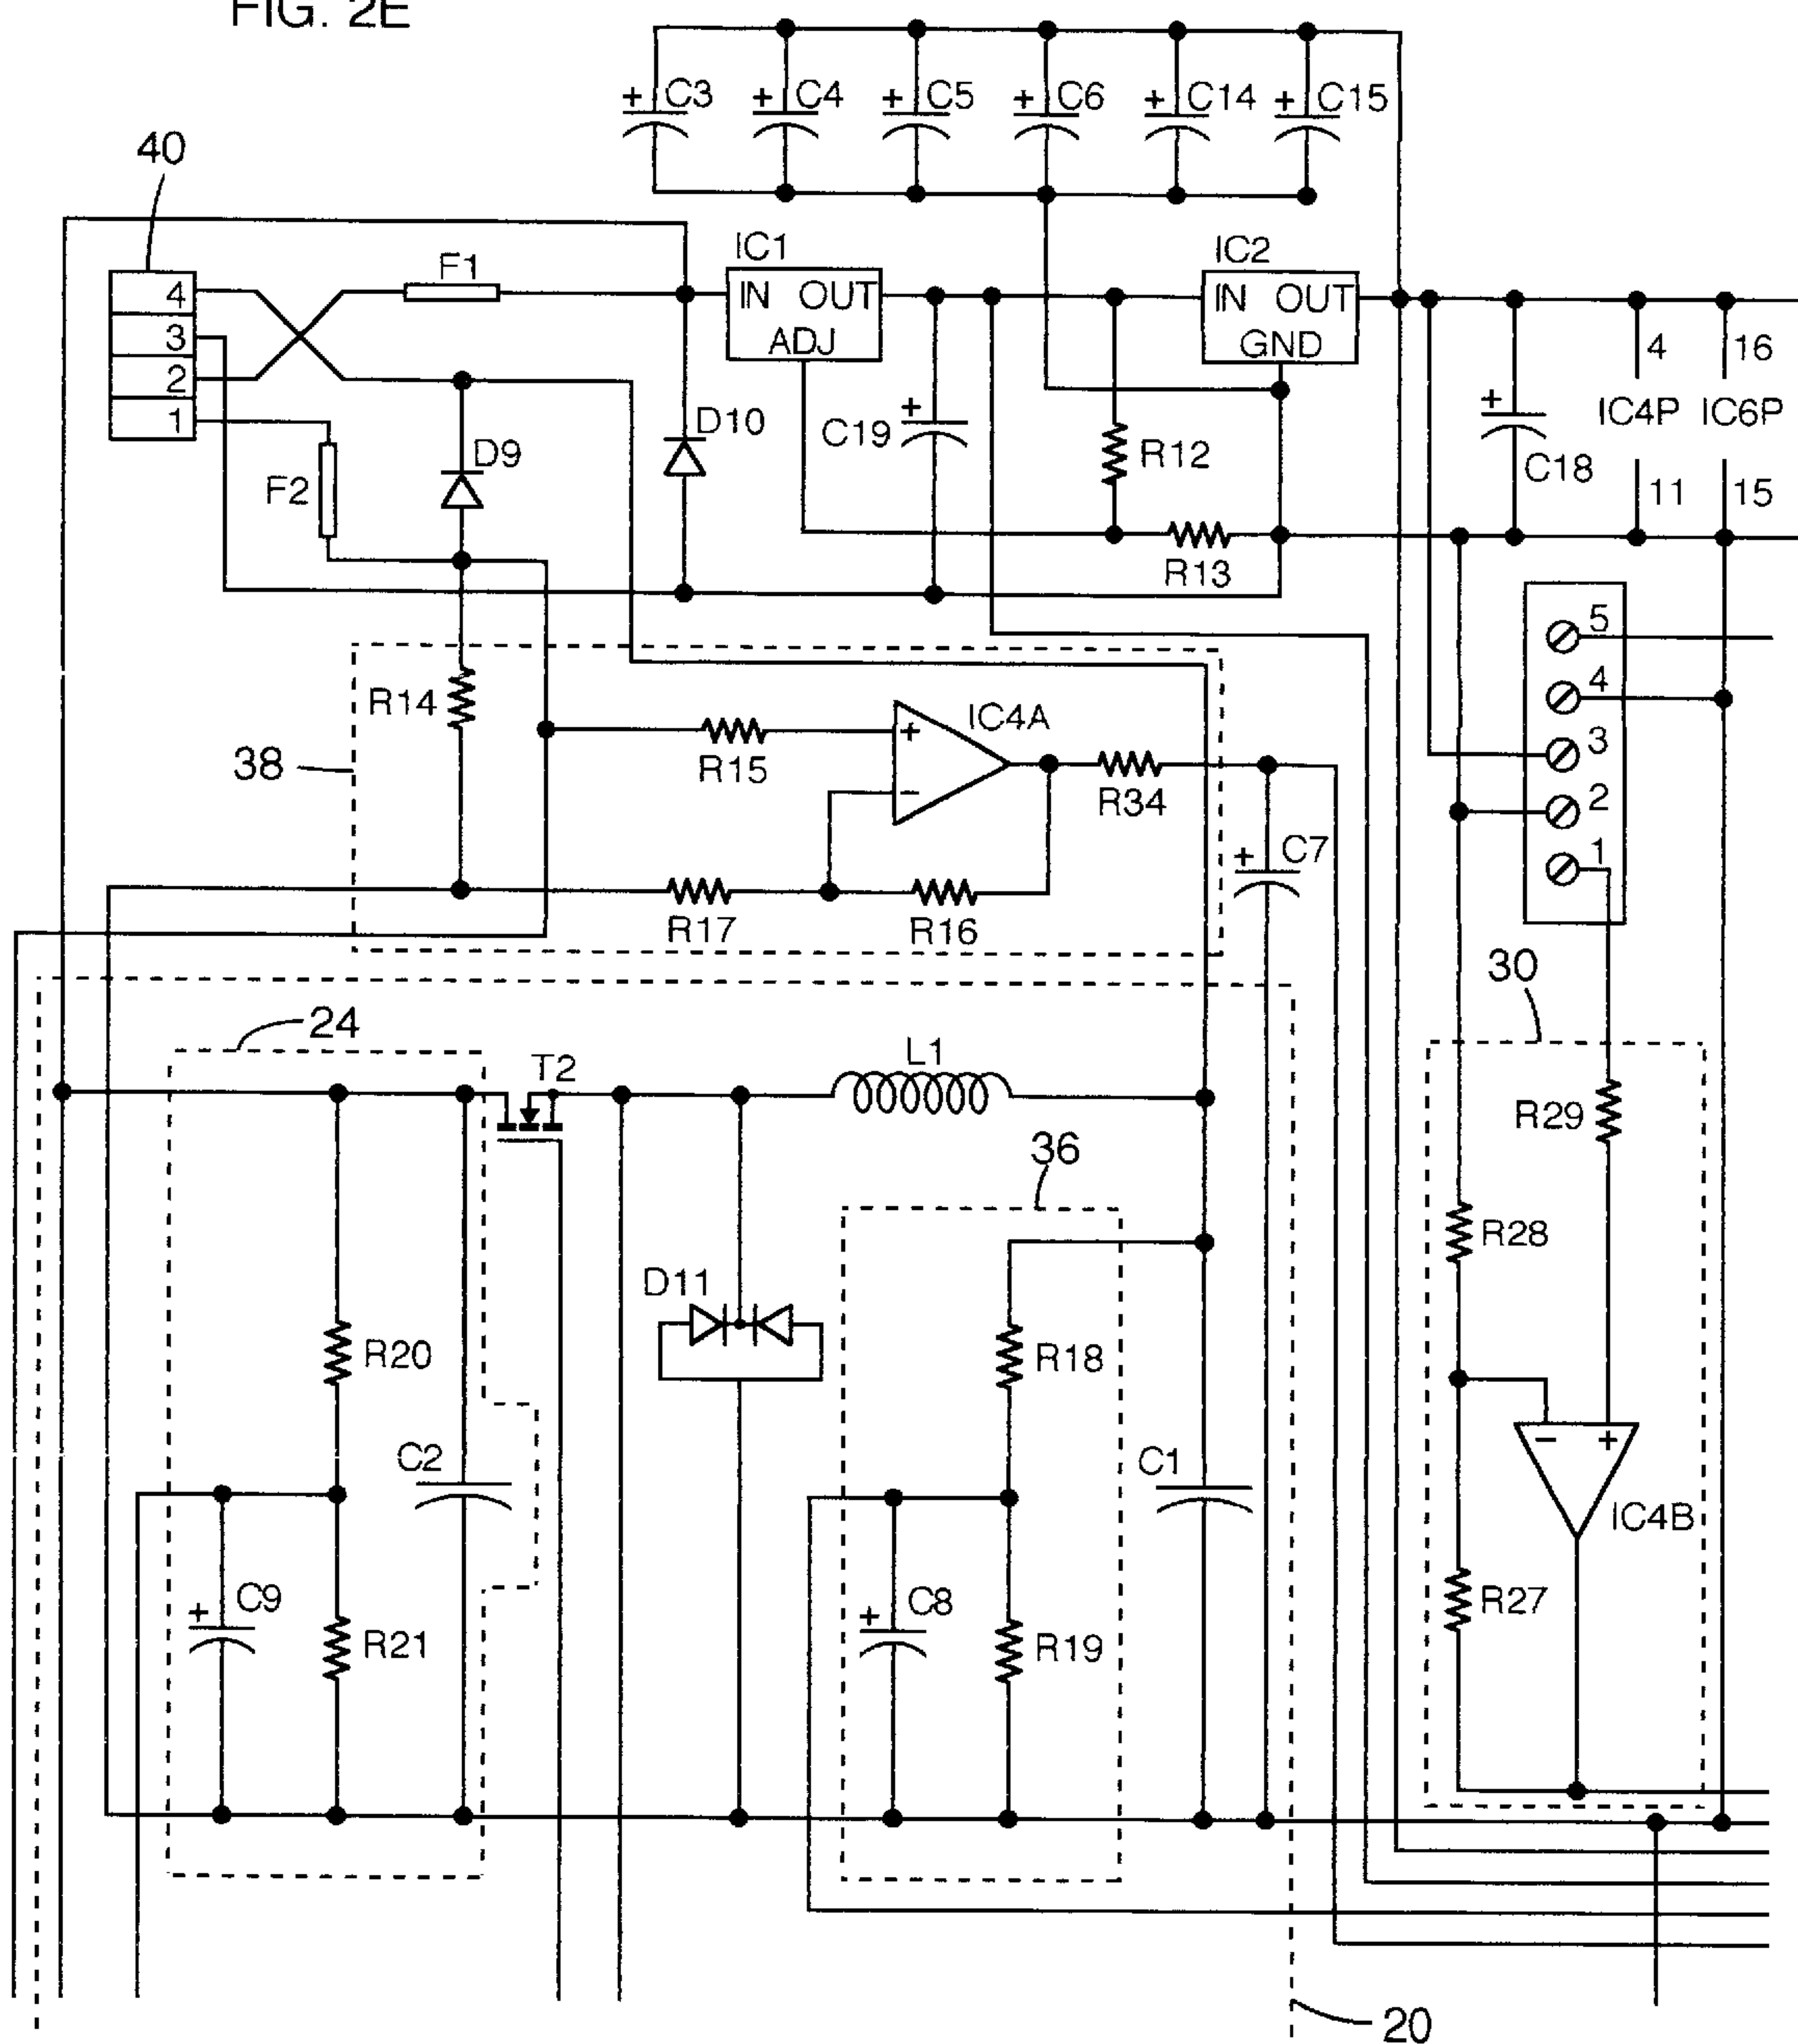 FIG. 2E
+ C3 + C4 + C5 + C6 + C14 + C15
40
IC1
IC2
F1
4
3
2
1
IN OUT
ADJ
IN OUT
GND
4
16
IC4P IC6P
11
15
F2
D9
D10
C19 +
R12
+
C18
R13
5
4
3
2
1
R14
38
R15
+
−
IC4A
R34
+ C7
R17
R16
30
24
T2
L1
R29
36
R28
D11
R20
R18
C2
C1
− +
IC4B
+ C9
R21
+ C8
R19
R27
20